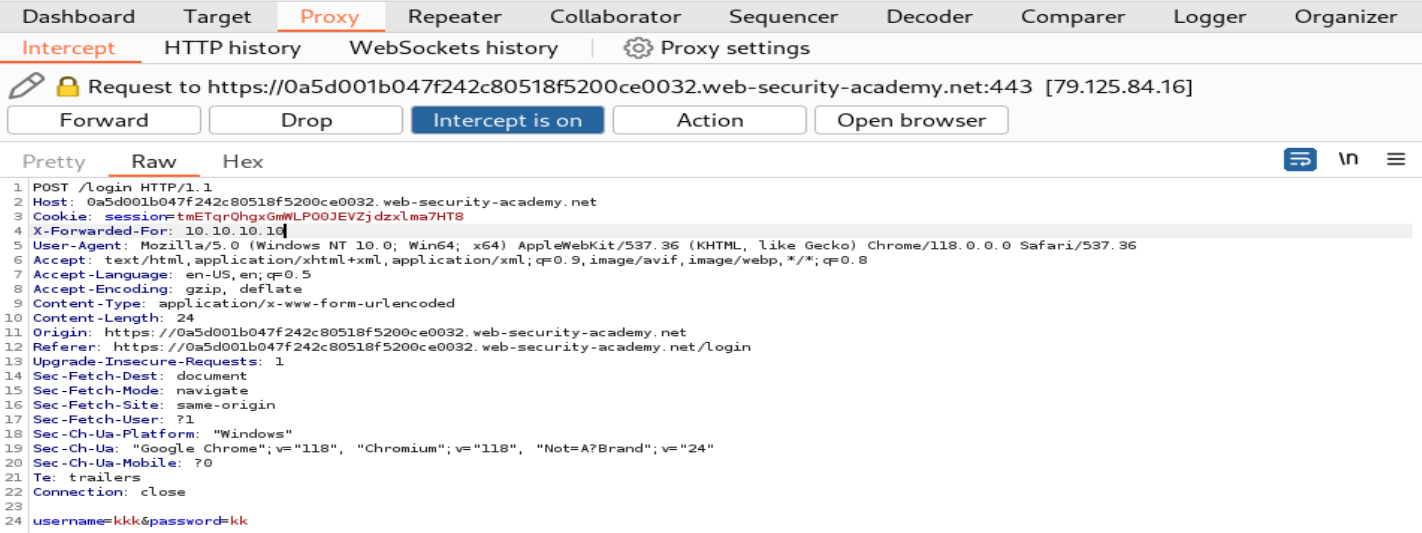 Dashboard Target Proxy Repeater Collaborator Sequencer Decoder Comparer Logger Organizer
Intercept HTTP history WebSockets history Proxy settings
Request to https://0a5d001b047f242c80518f5200ce0032.web-security-academy.net:443 [79.125.84.16]
Forward Drop Intercept is on Action Open browser
Pretty Raw Hex \n
1 POST /login HTTP/1.1
2 Host: 0a5d001b047f242c80518f5200ce0032.web-security-academy.net
3 Cookie: session=tmETqrQhgxGmWLPO0JEVZjdzxlma7HT8
4 X-Forwarded-For: 10.10.10.10
5 User-Agent: Mozilla/5.0 (Windows NT 10.0; Win64; x64) AppleWebKit/537.36 (KHTML, like Gecko) Chrome/118.0.0.0 Safari/537.36
6 Accept: text/html,application/xhtml+xml,application/xml;q=0.9,image/avif,image/webp,*/*;q=0.8
7 Accept-Language: en-US,en;q=0.5
8 Accept-Encoding: gzip, deflate
9 Content-Type: application/x-www-form-urlencoded
10 Content-Length: 24
11 Origin: https://0a5d001b047f242c80518f5200ce0032.web-security-academy.net
12 Referer: https://0a5d001b047f242c80518f5200ce0032.web-security-academy.net/login
13 Upgrade-Insecure-Requests: 1
14 Sec-Fetch-Dest: document
15 Sec-Fetch-Mode: navigate
16 Sec-Fetch-Site: same-origin
17 Sec-Fetch-User: ?1
18 Sec-Ch-Ua-Platform: "Windows"
19 Sec-Ch-Ua: "Google Chrome";v="118", "Chromium";v="118", "Not=A?Brand";v="24"
20 Sec-Ch-Ua-Mobile: ?0
21 Te: trailers
22 Connection: close
23
24 username=kkk&password=kk